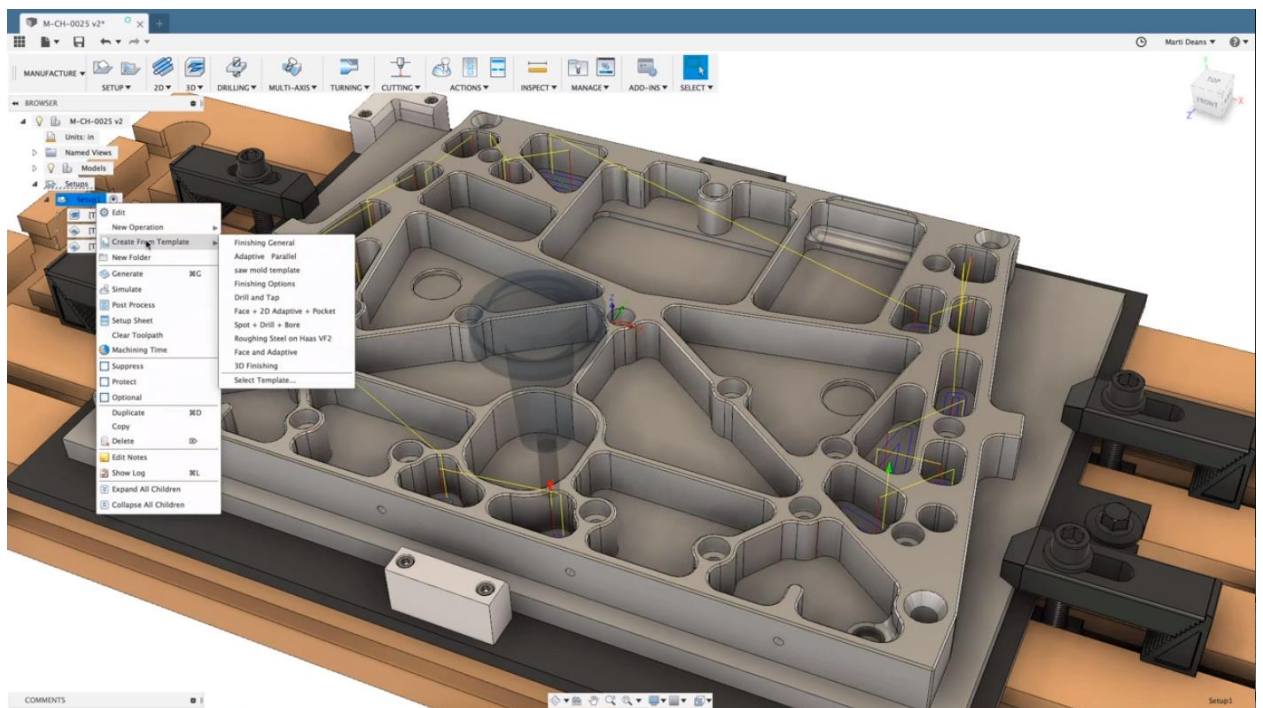 M-CH-0025 v2*
Marti Deans
MANUFACTURE
SETUP 2D 3D DRILLING MULTI-AXIS TURNING CUTTING ACTIONS INSPECT MANAGE ADD-INS SELECT
BROWSER
M-CH-0025 v2
Units: in
Named Views
Models
Setups
Setup1
[T
[T
[T
Edit
New Operation
Create From Template
New Folder
Generate ⌘G
Simulate
Post Process
Setup Sheet
Clear Toolpath
Machining Time
Suppress
Protect
Optional
Duplicate ⌘D
Copy
Delete
Edit Notes
Show Log ⌘L
Expand All Children
Collapse All Children
Finishing General
Adaptive Parallel
saw mold template
Finishing Options
Drill and Tap
Face + 2D Adaptive + Pocket
Spot + Drill + Bore
Roughing Steel on Haas VF2
Face and Adaptive
3D Finishing
Select Template...
TOP
FRONT
X
Z
COMMENTS
Setup1